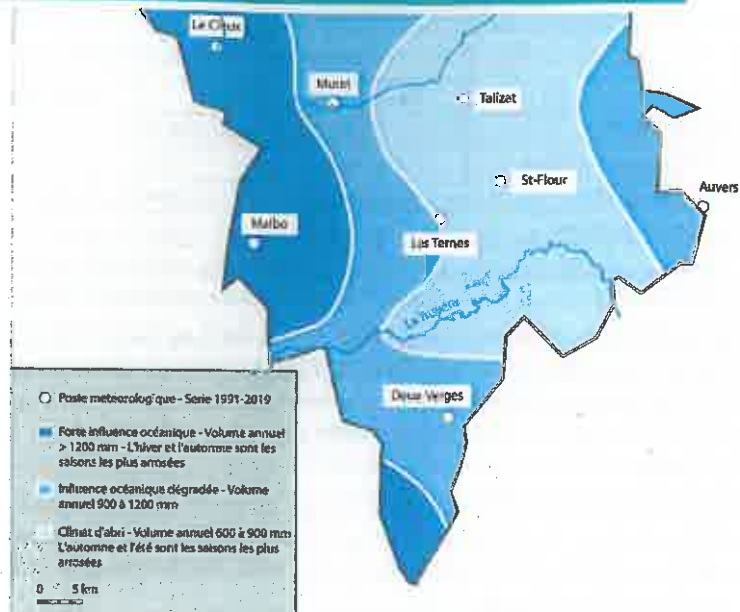 Le Claux
Murat
Talizat
St-Flour
Auvers
Malbo
Les Ternes
La Truyère
Deux Verges
Poste météorologique - Série 1991-2019
Forte influence océanique - Volume annuel
> 1200 mm - L'hiver et l'automne sont les
saisons les plus arrosées
Influence océanique dégradée - Volume
annuel 900 à 1200 mm
Climat d'abri - Volume annuel 600 à 900 mm
L'automne et l'été sont les saisons les plus
arrosées
0 5 km